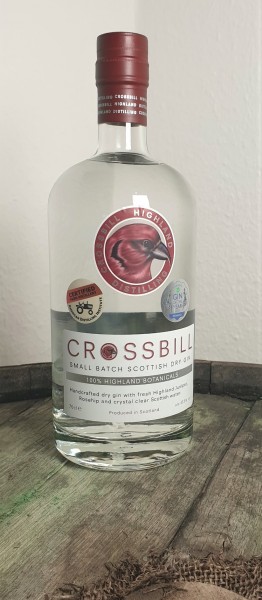 CROSSBILL HIGHLAND
DISTILLING
CROSSBILL
SMALL BATCH SCOTTISH DRY GIN
100% HIGHLAND BOTANICALS
Handcrafted dry gin with fresh Highland Juniper,
Rosehip and crystal clear Scottish water.
Produced in Scotland